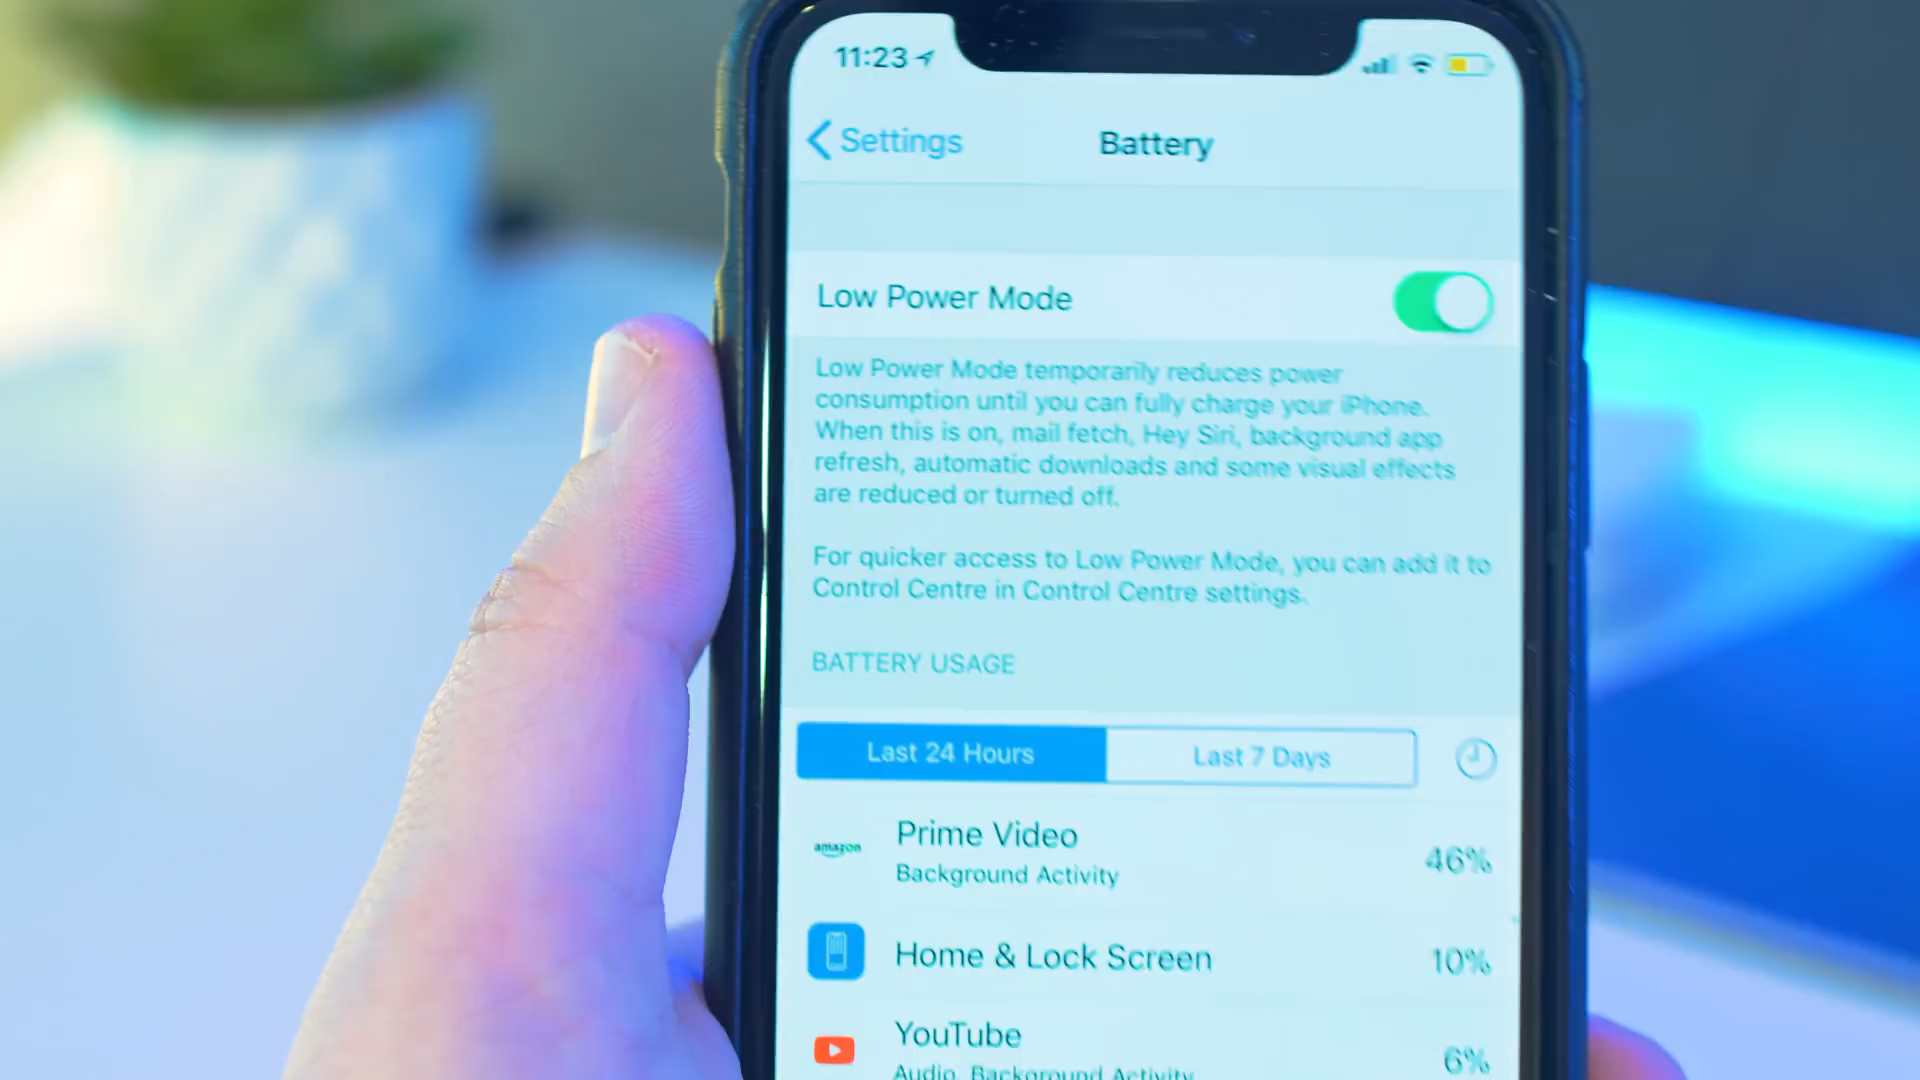 11:23
Settings
Battery
Low Power Mode
Low Power Mode temporarily reduces power
consumption until you can fully charge your iPhone.
When this is on, mail fetch, Hey Siri, background app
refresh, automatic downloads and some visual effects
are reduced or turned off.
For quicker access to Low Power Mode, you can add it to
Control Centre in Control Centre settings.
BATTERY USAGE
Last 24 Hours
Last 7 Days
amazon
Prime Video
46%
Background Activity
Home & Lock Screen
10%
YouTube
6%
Audio, Background Activity